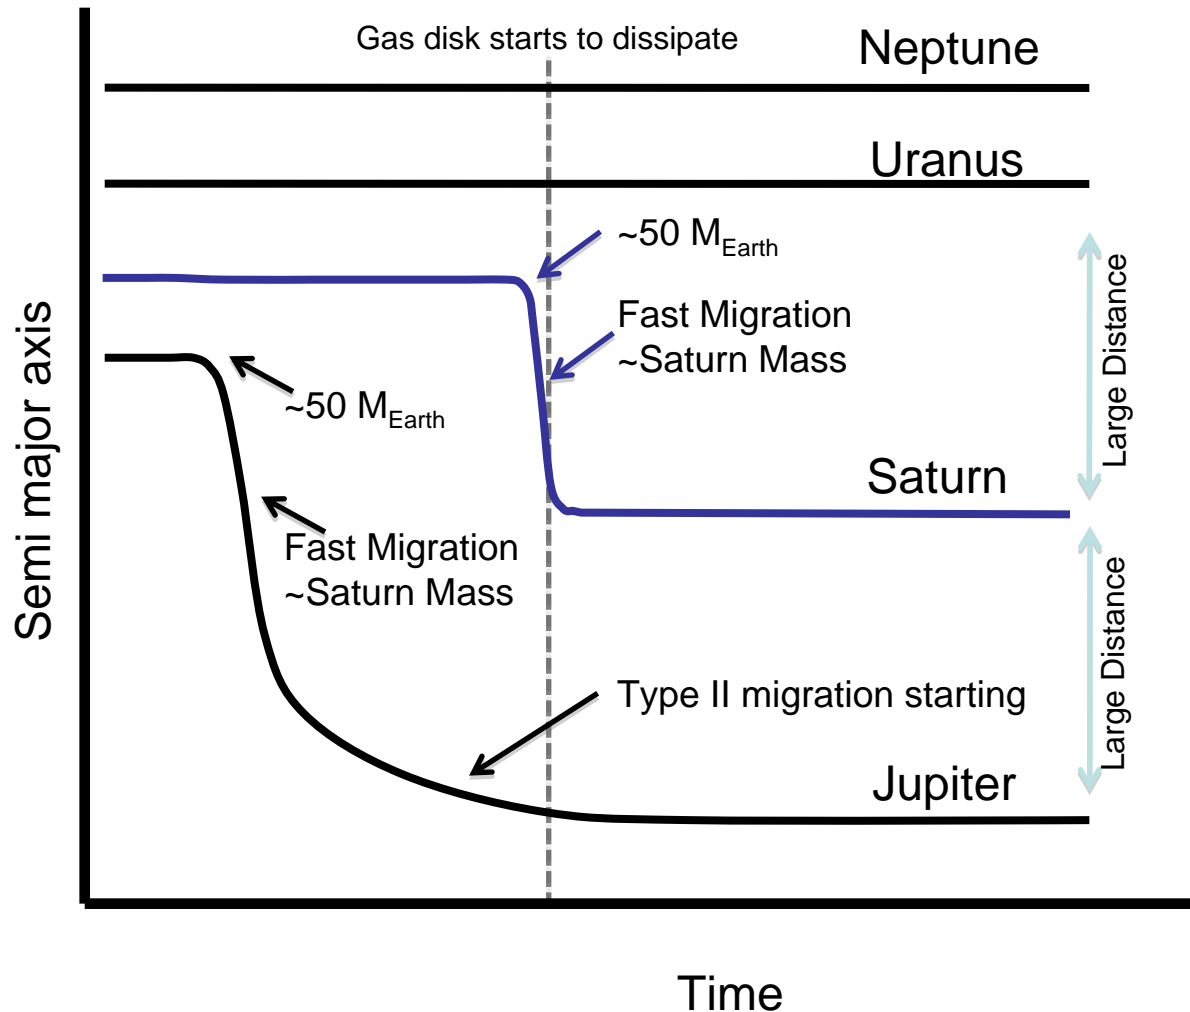 Gas disk starts to dissipate
Neptune
Uranus
~50 MEarth
Fast Migration
~Saturn Mass
Large Distance
~50 MEarth
Saturn
Fast Migration
~Saturn Mass
Large Distance
Type II migration starting
Jupiter
Semi major axis
Time